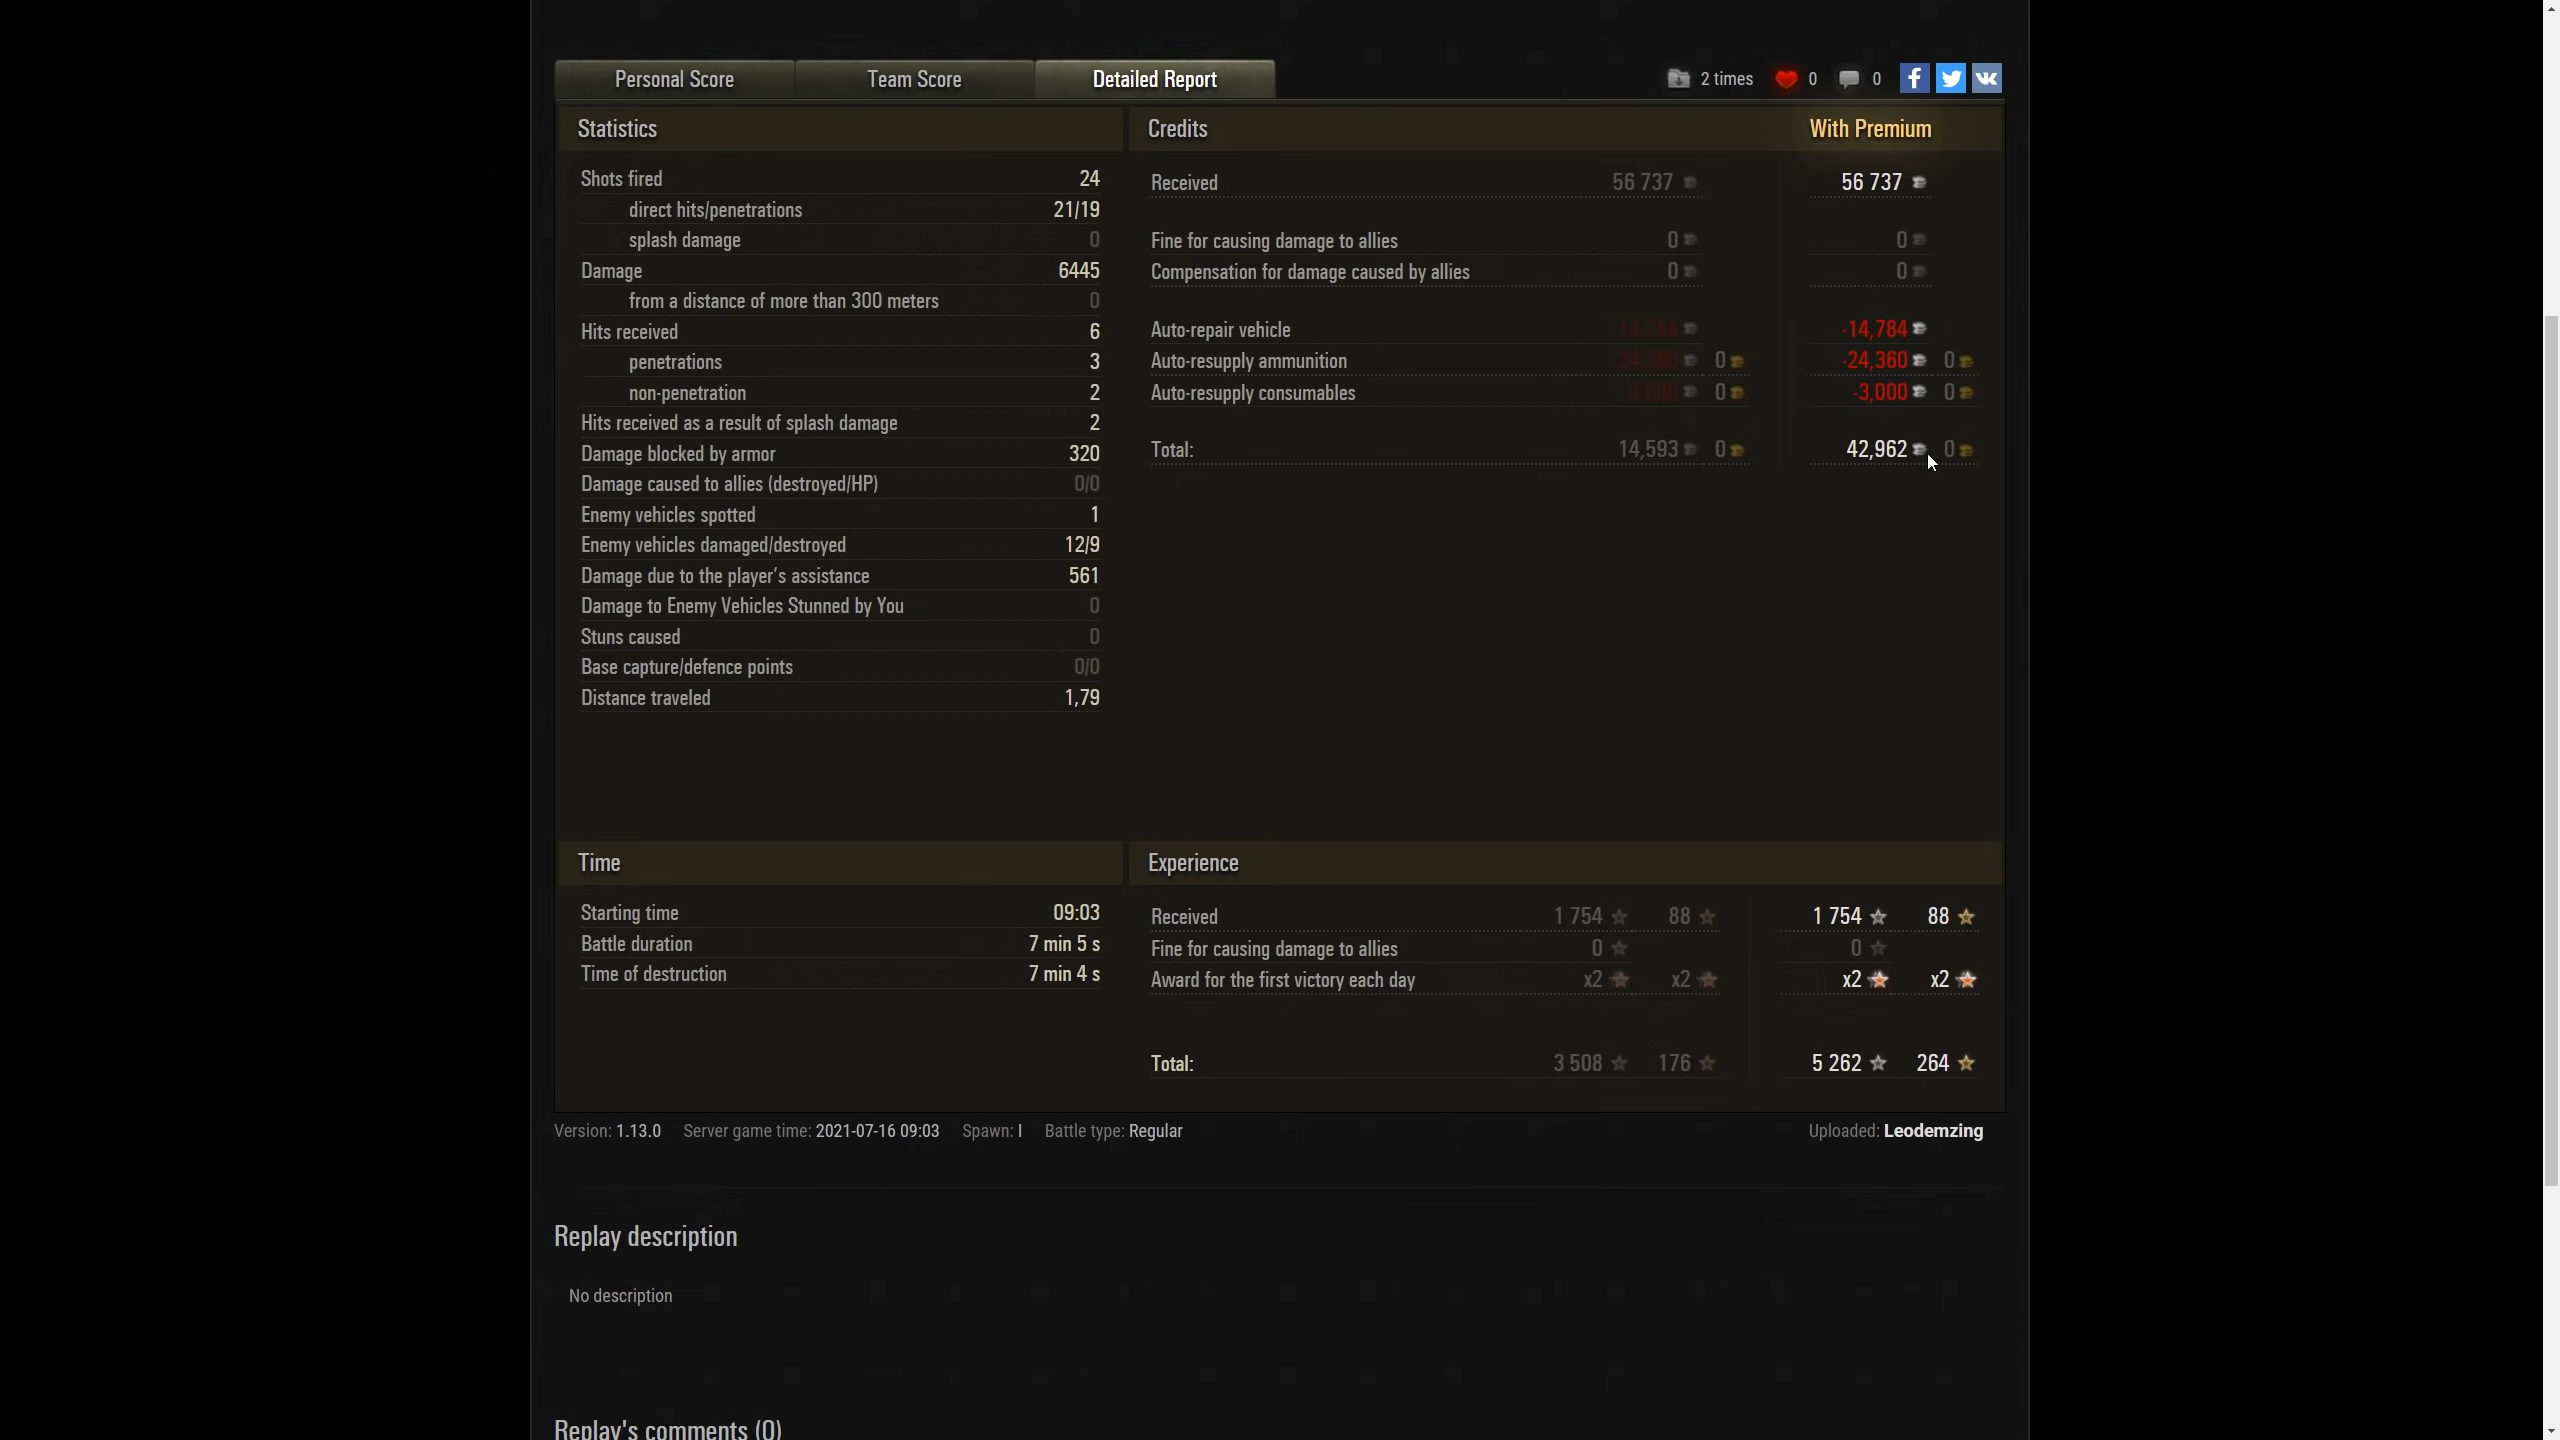 Personal Score Team Score Detailed Report 2 times 0 0
Statistics
Shots fired 24
direct hits/penetrations 21/19
splash damage 0
Damage 6445
from a distance of more than 300 meters 0
Hits received 6
penetrations 3
non-penetration 2
Hits received as a result of splash damage 2
Damage blocked by armor 320
Damage caused to allies (destroyed/HP) 0/0
Enemy vehicles spotted 1
Enemy vehicles damaged/destroyed 12/9
Damage due to the player's assistance 561
Damage to Enemy Vehicles Stunned by You 0
Stuns caused 0
Base capture/defence points 0/0
Distance traveled 1,79
Credits With Premium
Received 56 737 56 737
Fine for causing damage to allies 0 0
Compensation for damage caused by allies 0 0
Auto-repair vehicle -14,784 -14,784
Auto-resupply ammunition -24,360 0 -24,360 0
Auto-resupply consumables -3,000 0 -3,000 0
Total: 14,593 0 42,962 0
Time
Starting time 09:03
Battle duration 7 min 5 s
Time of destruction 7 min 4 s
Experience
Received 1 754 88 1 754 88
Fine for causing damage to allies 0 0
Award for the first victory each day x2 x2 x2 x2
Total: 3 508 176 5 262 264
Version: 1.13.0 Server game time: 2021-07-16 09:03 Spawn: I Battle type: Regular Uploaded: Leodemzing
Replay description
No description
Replay's comments (0)